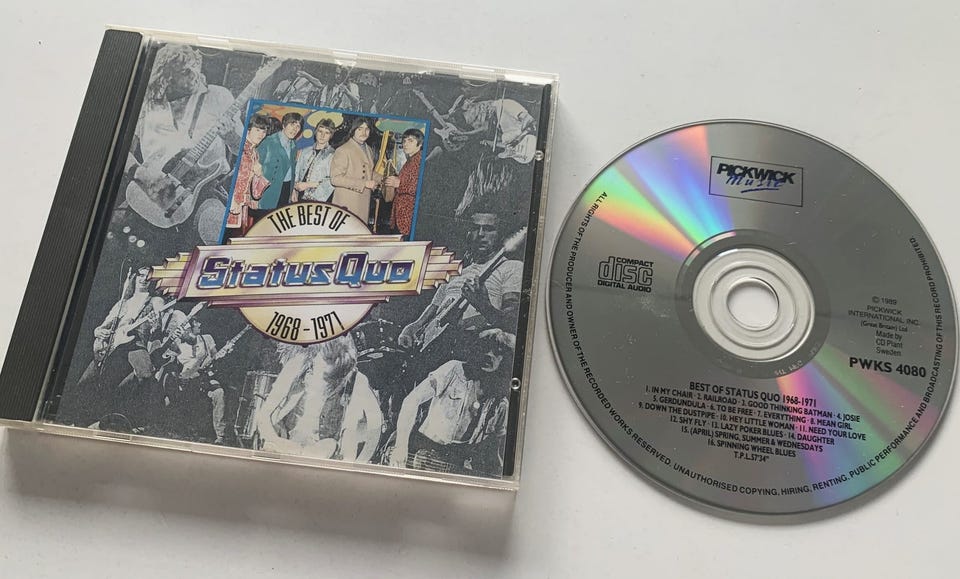 THE BEST OF
Status Quo
1968-1971
PICKWICK
Music
COMPACT
disc
DIGITAL AUDIO
© 1989
PICKWICK
INTERNATIONAL INC.
(Great Britain) Ltd
Made by
CD Plant
Sweden
PWKS 4080
BEST OF STATUS QUO 1968-1971
1. IN MY CHAIR · 2. RAILROAD · 3. GOOD THINKING BATMAN · 4. JOSIE
5. GERDUNDULA · 6. TO BE FREE · 7. EVERYTHING · 8. MEAN GIRL
9. DOWN THE DUSTPIPE · 10. HEY LITTLE WOMAN · 11. NEED YOUR LOVE
12. SHY FLY · 13. LAZY POKER BLUES · 14. DAUGHTER
15. (APRIL) SPRING, SUMMER & WEDNESDAYS
16. SPINNING WHEEL BLUES
T.P.L.57'34"
ALL RIGHTS OF THE PRODUCER AND OWNER OF THE RECORDED WORKS RESERVED. UNAUTHORISED COPYING, HIRING, RENTING, PUBLIC PERFORMANCE AND BROADCASTING OF THIS RECORD PROHIBITED